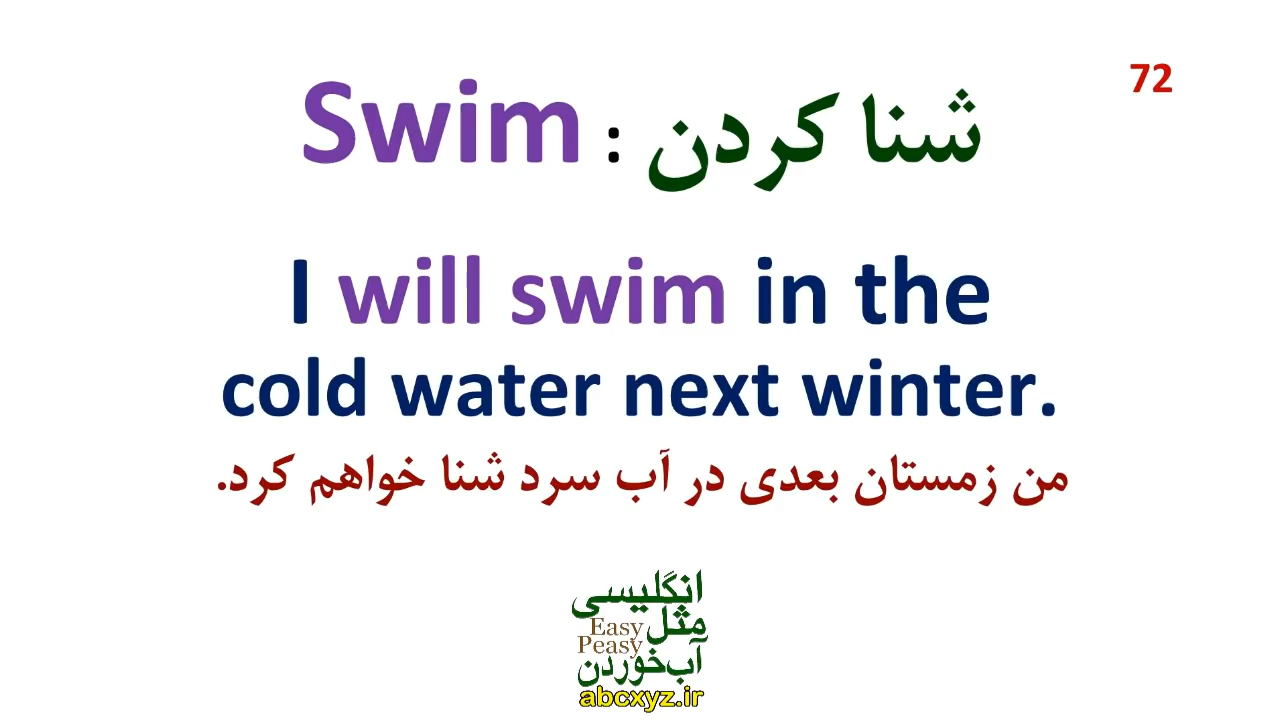 72
Swim : شنا کردن
I will swim in the
cold water next winter.
من زمستان بعدی در آب سرد شنا خواهم کرد.
انگلیسی
مثل
Easy
Peasy
آب‌خوردن
abcxyz.ir